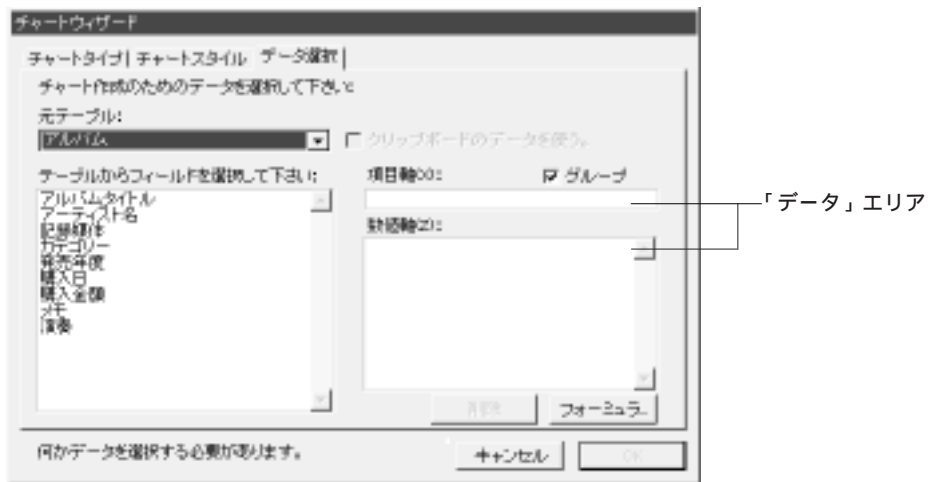 チャートウィザード
チャートタイプ チャートスタイル データ選択
チャート作成のためのデータを選択して下さい:
元テーブル:
アルバム
クリップボードのデータを使う。
テーブルからフィールドを選択して下さい:
項目軸(X):
グループ
アルバムタイトル
アーティスト名
記録媒体
カテゴリー
発売年度
購入日
購入金額
メモ
演奏
数値軸(Z):
「データ」エリア
削除
フォーミュラ...
何かデータを選択する必要があります。
キャンセル
OK